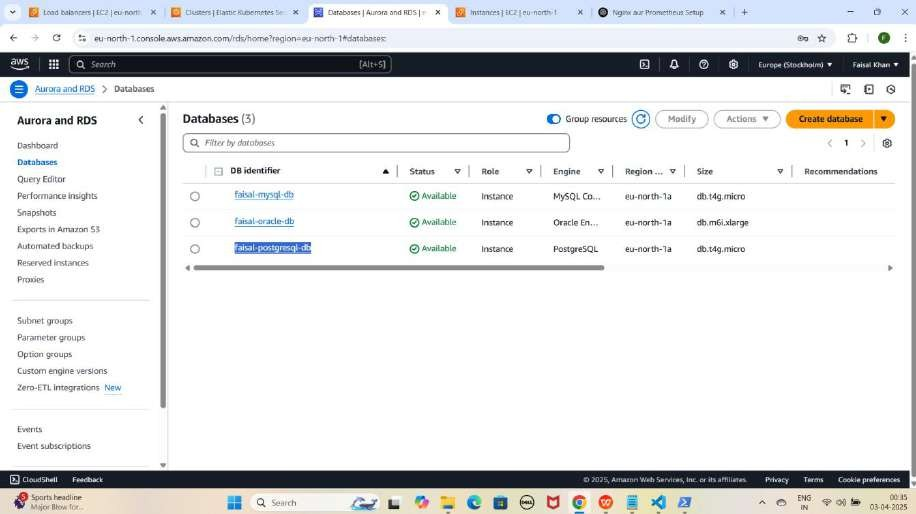 Load balancers | EC2 | eu-north
Clusters | Elastic Kubernetes Se
Databases | Aurora and RDS | e
Instances | EC2 | eu-north-1
Nginx aur Prometheus Setup
eu-north-1.console.aws.amazon.com/rds/home?region=eu-north-1#databases:
F
aws
Search
[Alt+S]
Europe (Stockholm)
Faisal Khan
Aurora and RDS > Databases
Aurora and RDS
Dashboard
Databases
Query Editor
Performance insights
Snapshots
Exports in Amazon S3
Automated backups
Reserved instances
Proxies
Subnet groups
Parameter groups
Option groups
Custom engine versions
Zero-ETL integrations New
Events
Event subscriptions
Databases (3)
Group resources
Modify
Actions
Create database
Filter by databases
1
DB identifier Status Role Engine Region ... Size Recommendations
faisal-mysql-db Available Instance MySQL Co... eu-north-1a db.t4g.micro
faisal-oracle-db Available Instance Oracle En... eu-north-1a db.m6i.xlarge
faisal-postgresql-db Available Instance PostgreSQL eu-north-1a db.t4g.micro
CloudShell Feedback
© 2025, Amazon Web Services, Inc. or its affiliates. Privacy Terms Cookie preferences
5
Sports headline
Major Blow for...
Search
DELL
ENG
IN
00:35
03-04-2025